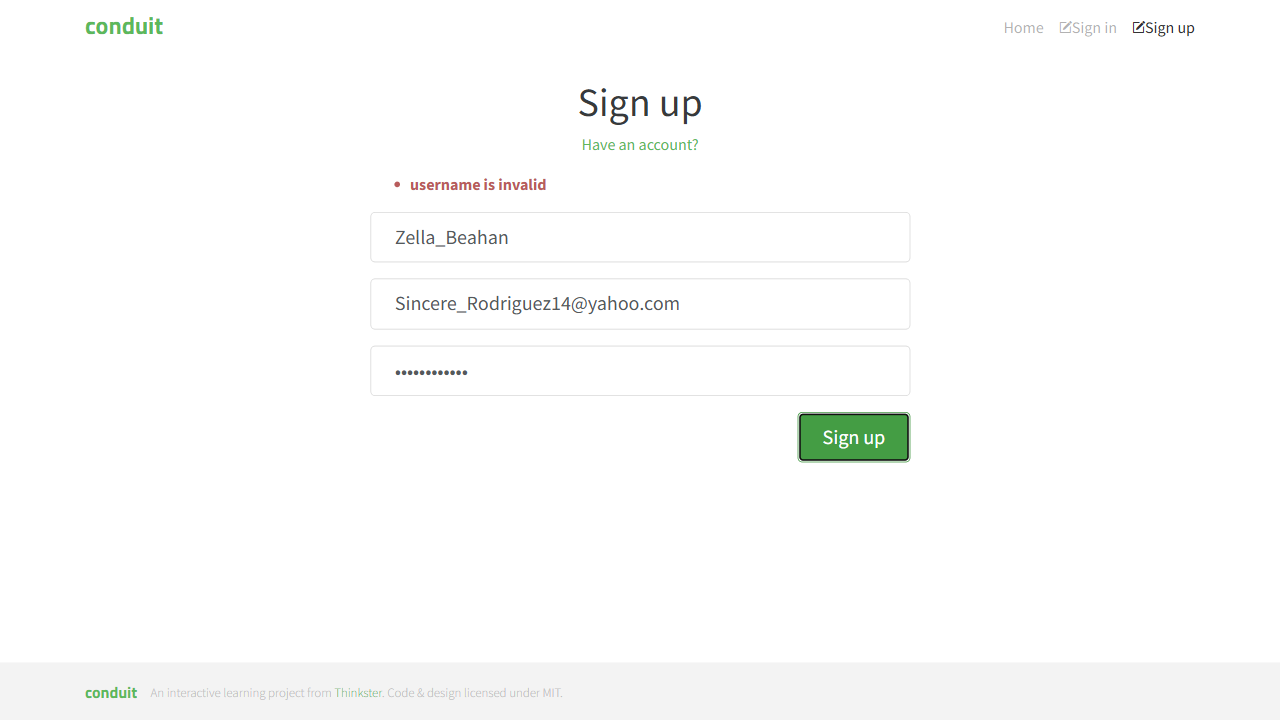 conduit
Home Sign in Sign up
Sign up
Have an account?
• username is invalid
Zella_Beahan
Sincere_Rodriguez14@yahoo.com
••••••••••••
Sign up
conduit An interactive learning project from Thinkster. Code & design licensed under MIT.